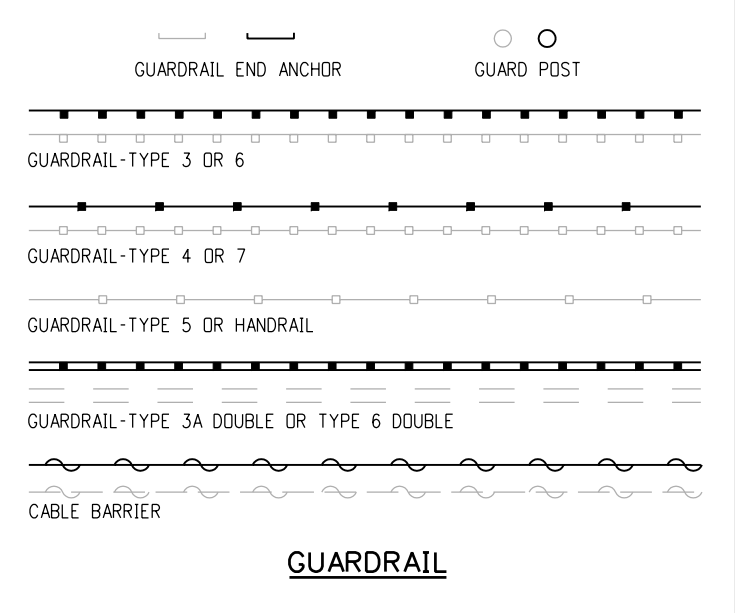 GUARDRAIL END ANCHOR
GUARD POST
GUARDRAIL-TYPE 3 OR 6
GUARDRAIL-TYPE 4 OR 7
GUARDRAIL-TYPE 5 OR HANDRAIL
GUARDRAIL-TYPE 3A DOUBLE OR TYPE 6 DOUBLE
CABLE BARRIER
GUARDRAIL